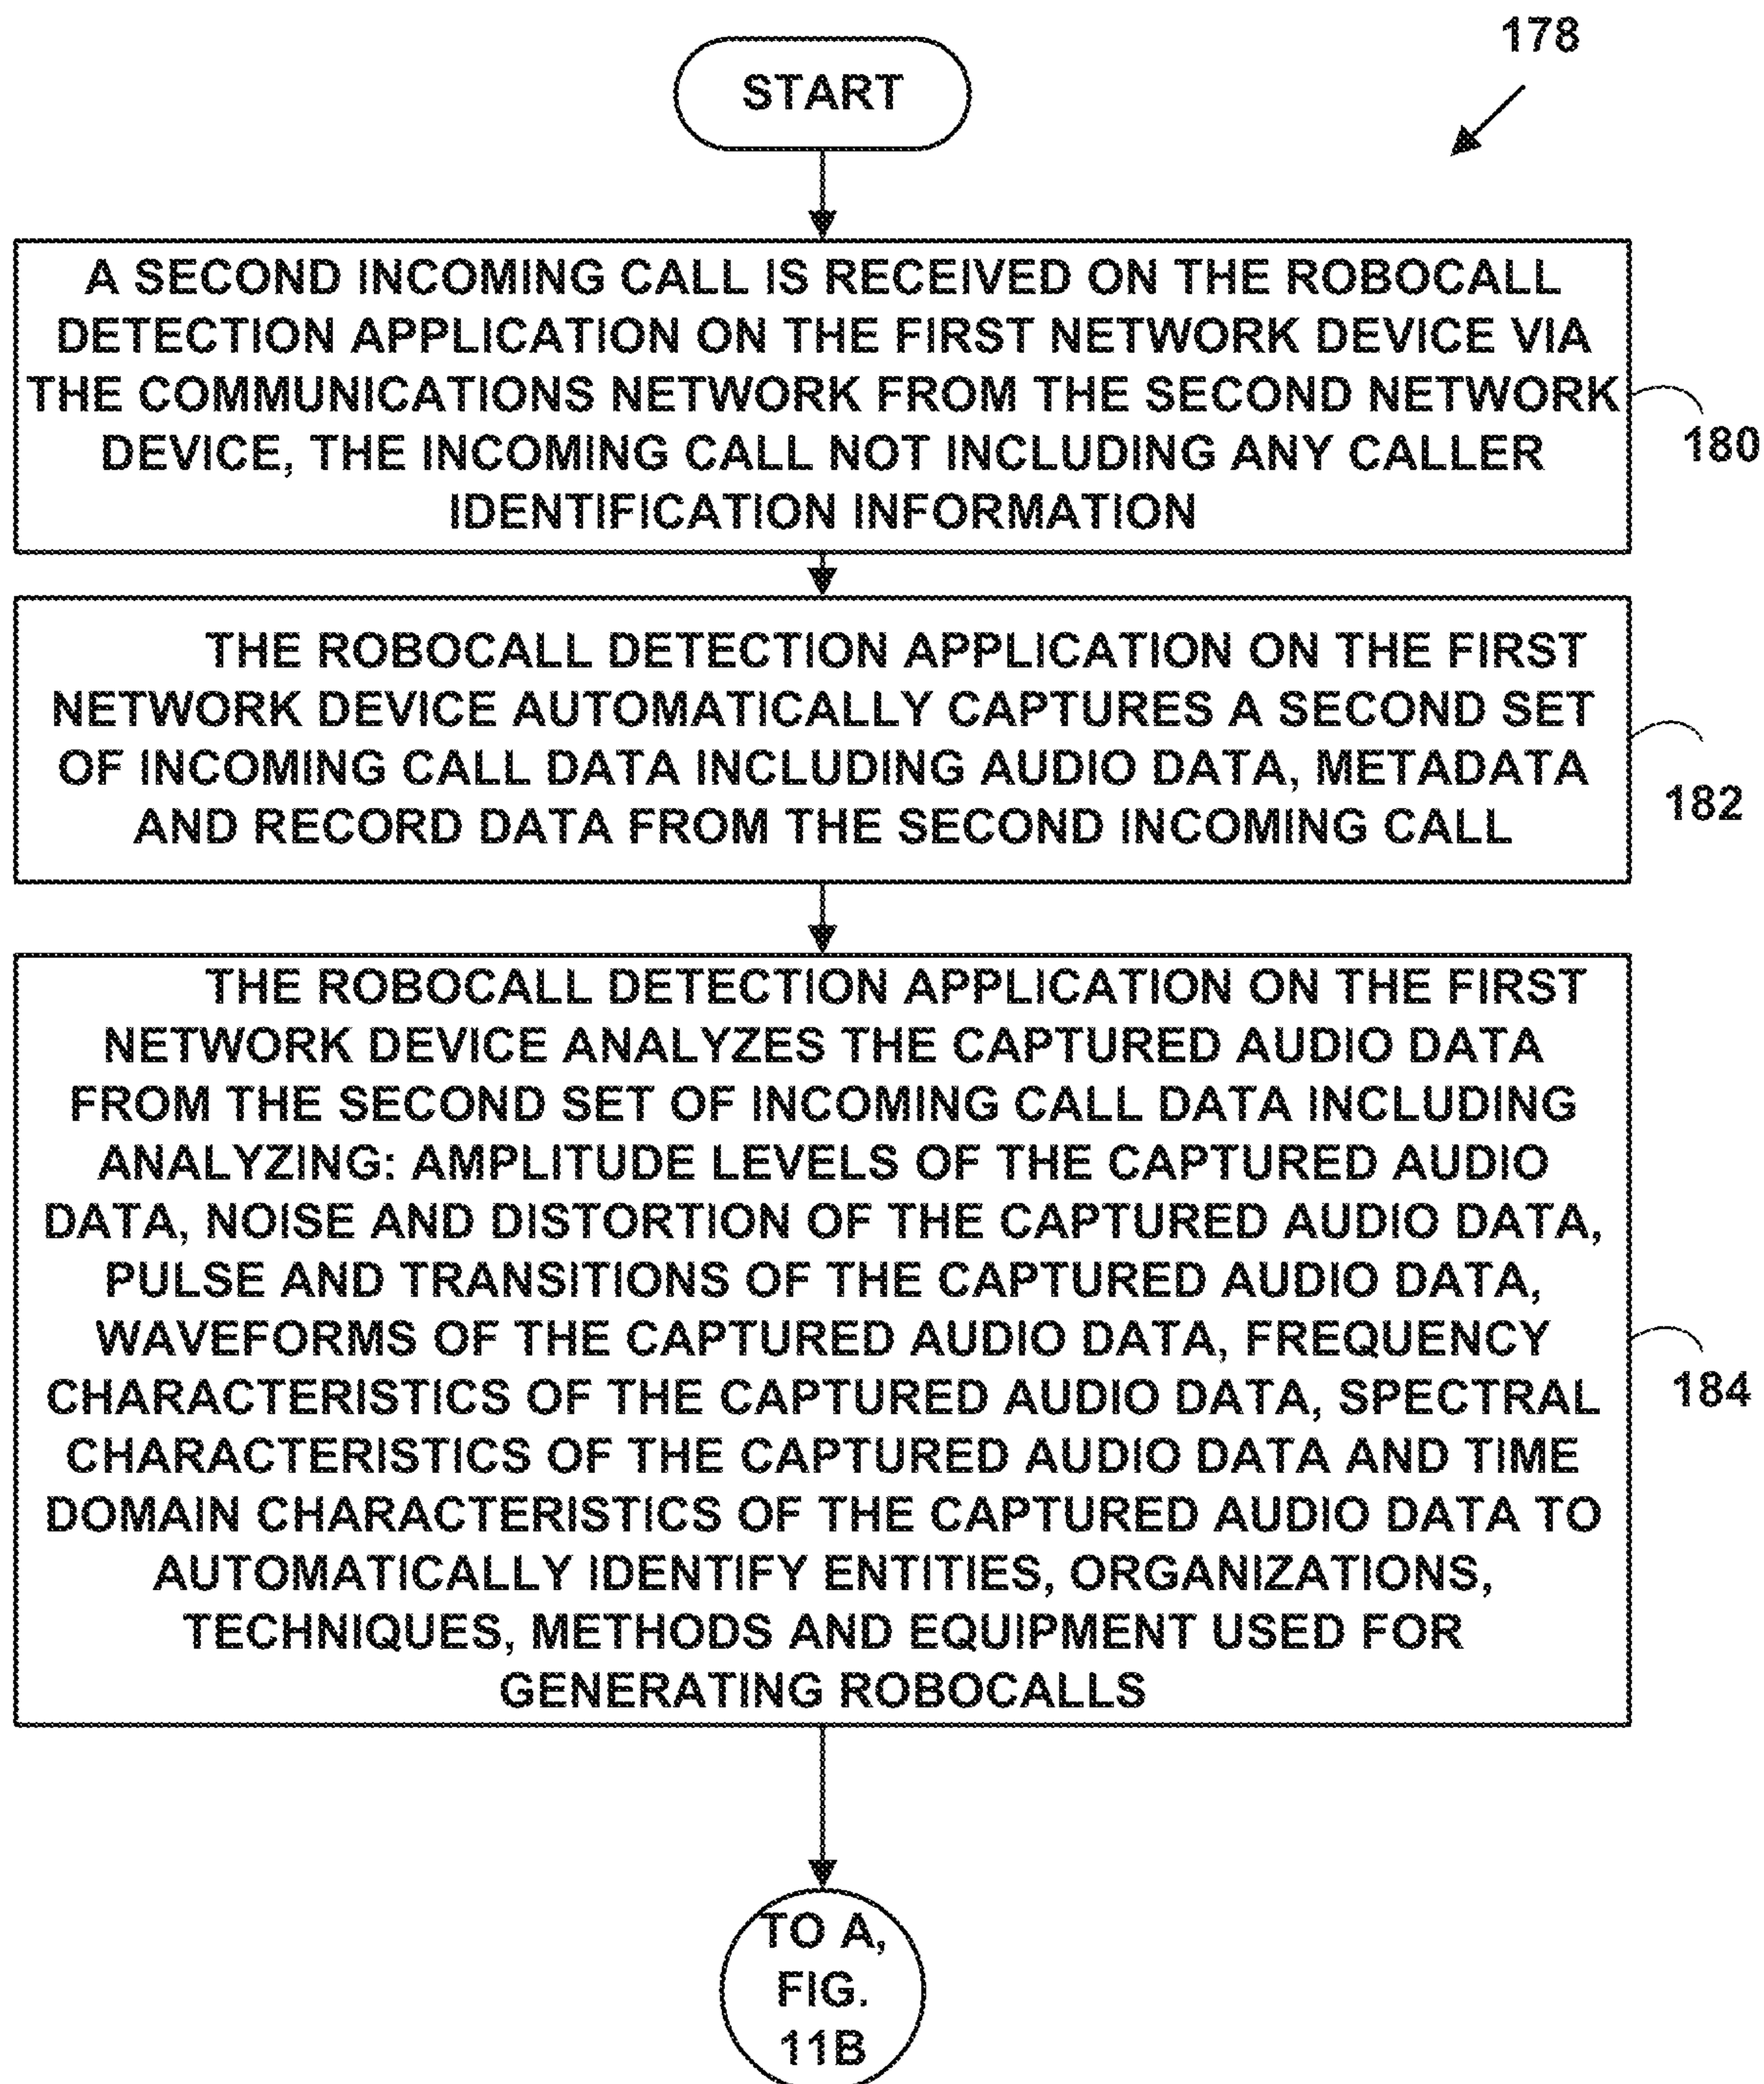 178
START
A SECOND INCOMING CALL IS RECEIVED ON THE ROBOCALL
DETECTION APPLICATION ON THE FIRST NETWORK DEVICE VIA
THE COMMUNICATIONS NETWORK FROM THE SECOND NETWORK
DEVICE, THE INCOMING CALL NOT INCLUDING ANY CALLER
IDENTIFICATION INFORMATION
180
THE ROBOCALL DETECTION APPLICATION ON THE FIRST
NETWORK DEVICE AUTOMATICALLY CAPTURES A SECOND SET
OF INCOMING CALL DATA INCLUDING AUDIO DATA, METADATA
AND RECORD DATA FROM THE SECOND INCOMING CALL
182
THE ROBOCALL DETECTION APPLICATION ON THE FIRST
NETWORK DEVICE ANALYZES THE CAPTURED AUDIO DATA
FROM THE SECOND SET OF INCOMING CALL DATA INCLUDING
ANALYZING: AMPLITUDE LEVELS OF THE CAPTURED AUDIO
DATA, NOISE AND DISTORTION OF THE CAPTURED AUDIO DATA,
PULSE AND TRANSITIONS OF THE CAPTURED AUDIO DATA,
WAVEFORMS OF THE CAPTURED AUDIO DATA, FREQUENCY
CHARACTERISTICS OF THE CAPTURED AUDIO DATA, SPECTRAL
CHARACTERISTICS OF THE CAPTURED AUDIO DATA AND TIME
DOMAIN CHARACTERISTICS OF THE CAPTURED AUDIO DATA TO
AUTOMATICALLY IDENTIFY ENTITIES, ORGANIZATIONS,
TECHNIQUES, METHODS AND EQUIPMENT USED FOR
GENERATING ROBOCALLS
184
TO A,
FIG.
11B